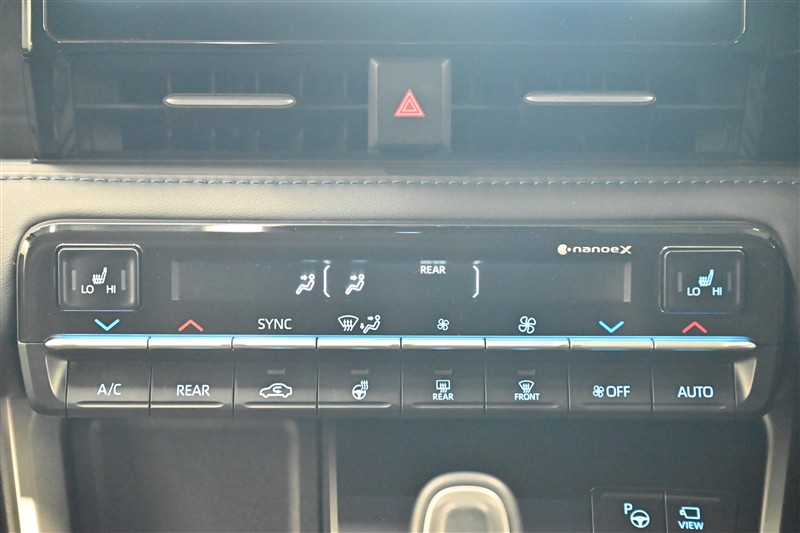 nanoeX
REAR
LO HI
LO HI
SYNC
A/C
REAR
REAR
FRONT
OFF
AUTO
P
VIEW